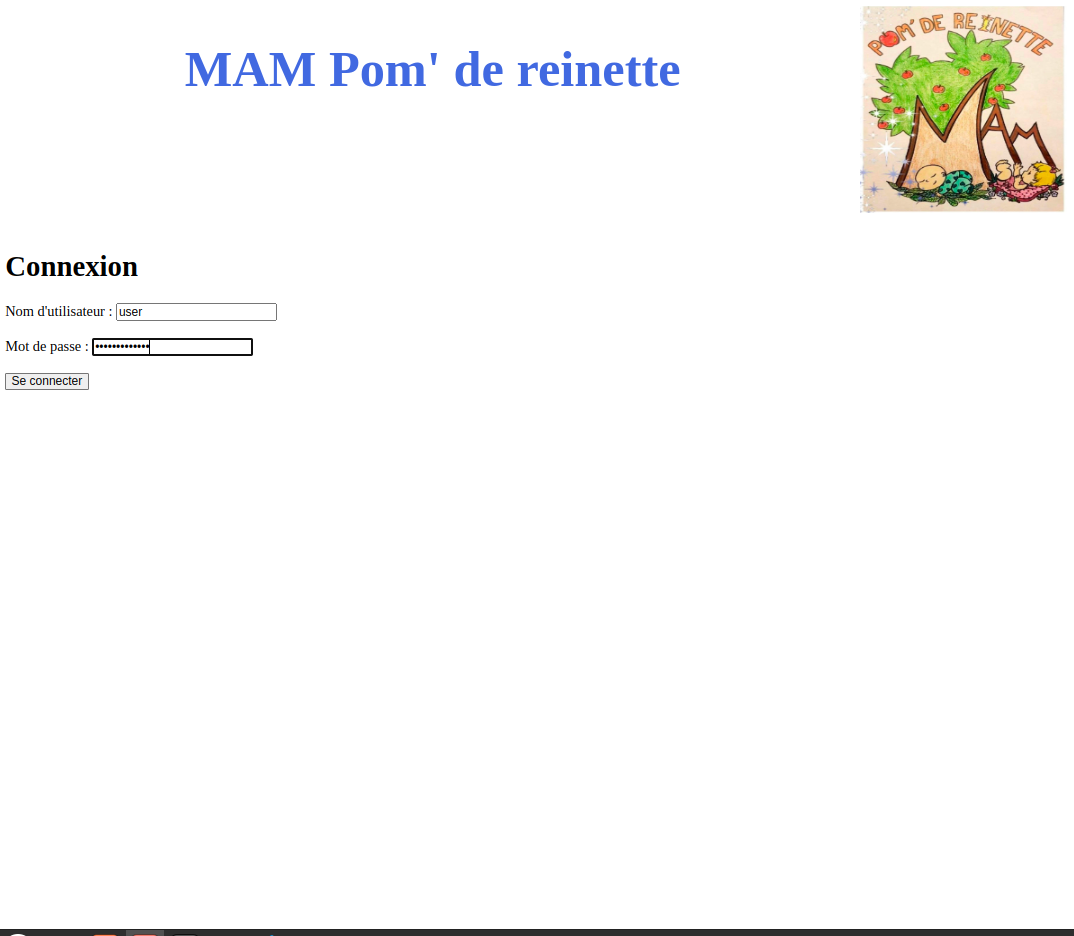 MAM Pom' de reinette
POM' DE REINETTE
MAM
Connexion
Nom d'utilisateur : user
Mot de passe : •••••••••••••
Se connecter